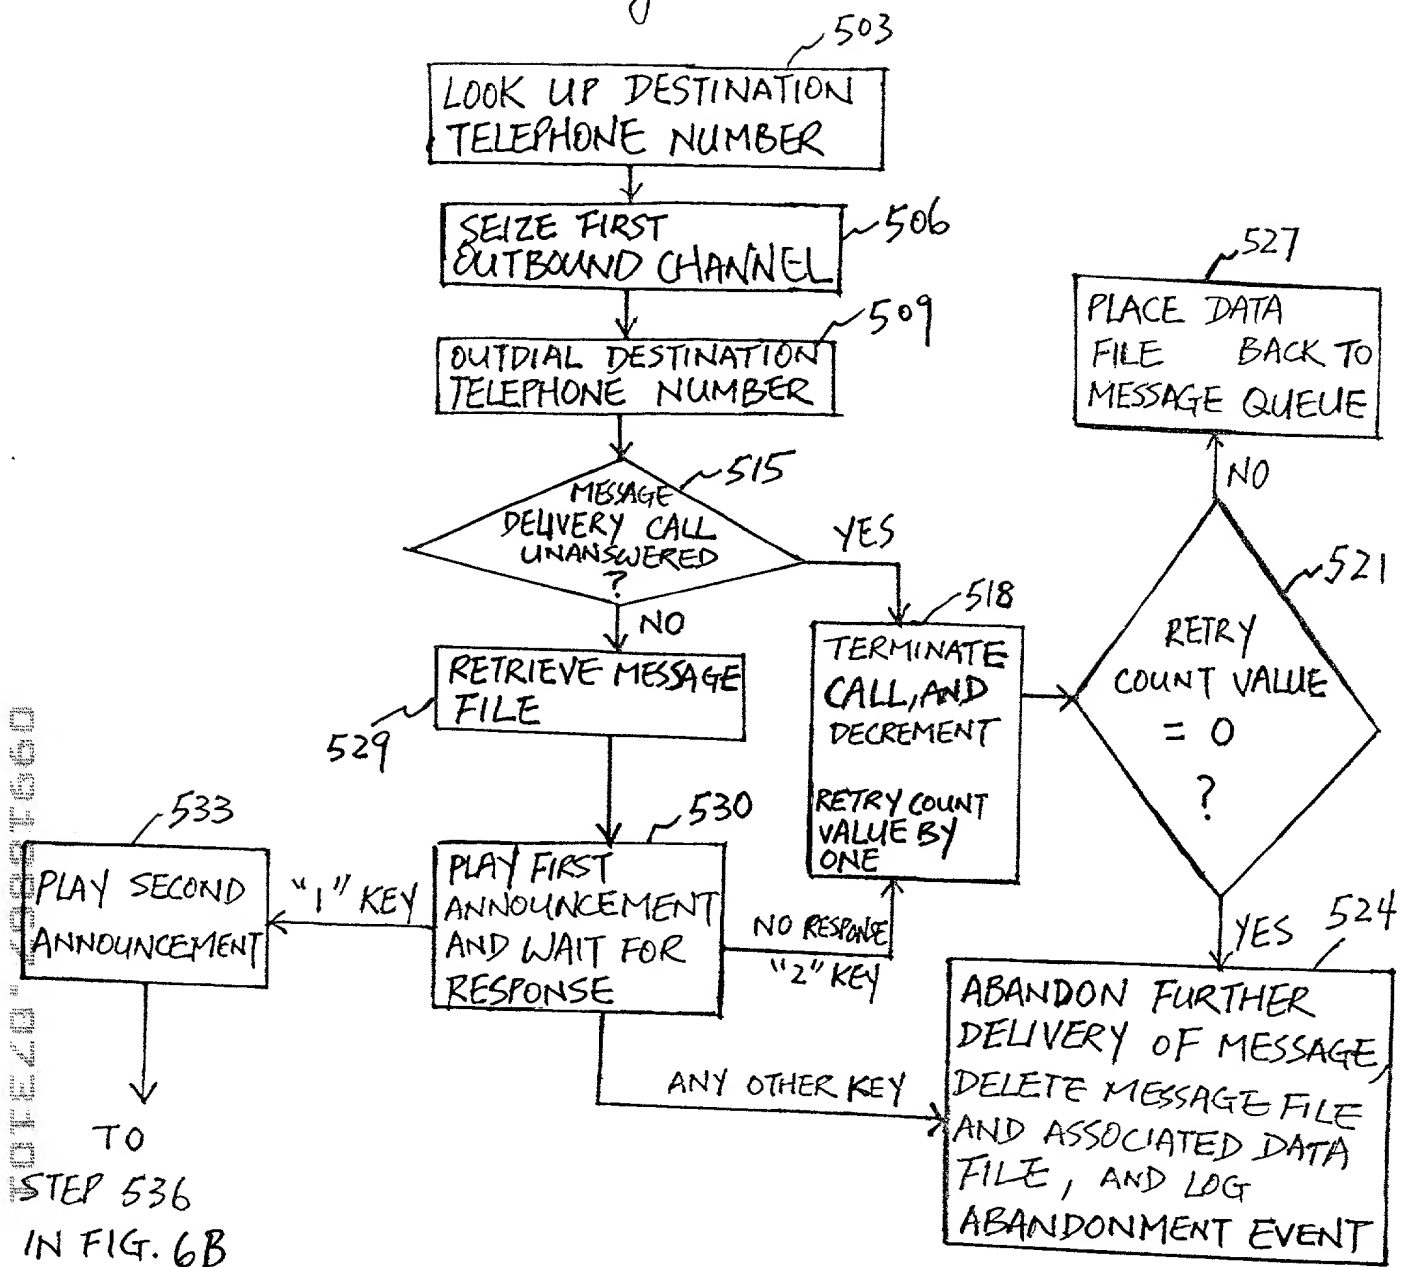 503
LOOK UP DESTINATION
TELEPHONE NUMBER
SEIZE FIRST
OUTBOUND CHANNEL
506
OUTDIAL DESTINATION
TELEPHONE NUMBER
509
527
PLACE DATA
FILE BACK TO
MESSAGE QUEUE
NO
515
MESSAGE
DELIVERY CALL
UNANSWERED
?
YES
NO
521
RETRY
COUNT VALUE
= 0
?
518
TERMINATE
CALL, AND
DECREMENT
RETRY COUNT
VALUE BY
ONE
RETRIEVE MESSAGE
FILE
529
533
PLAY SECOND
ANNOUNCEMENT
"1" KEY
530
PLAY FIRST
ANNOUNCEMENT
AND WAIT FOR
RESPONSE
NO RESPONSE
"2" KEY
YES
524
ABANDON FURTHER
DELIVERY OF MESSAGE,
DELETE MESSAGE FILE
AND ASSOCIATED DATA
FILE, AND LOG
ABANDONMENT EVENT
ANY OTHER KEY
TO
STEP 536
IN FIG. 6B